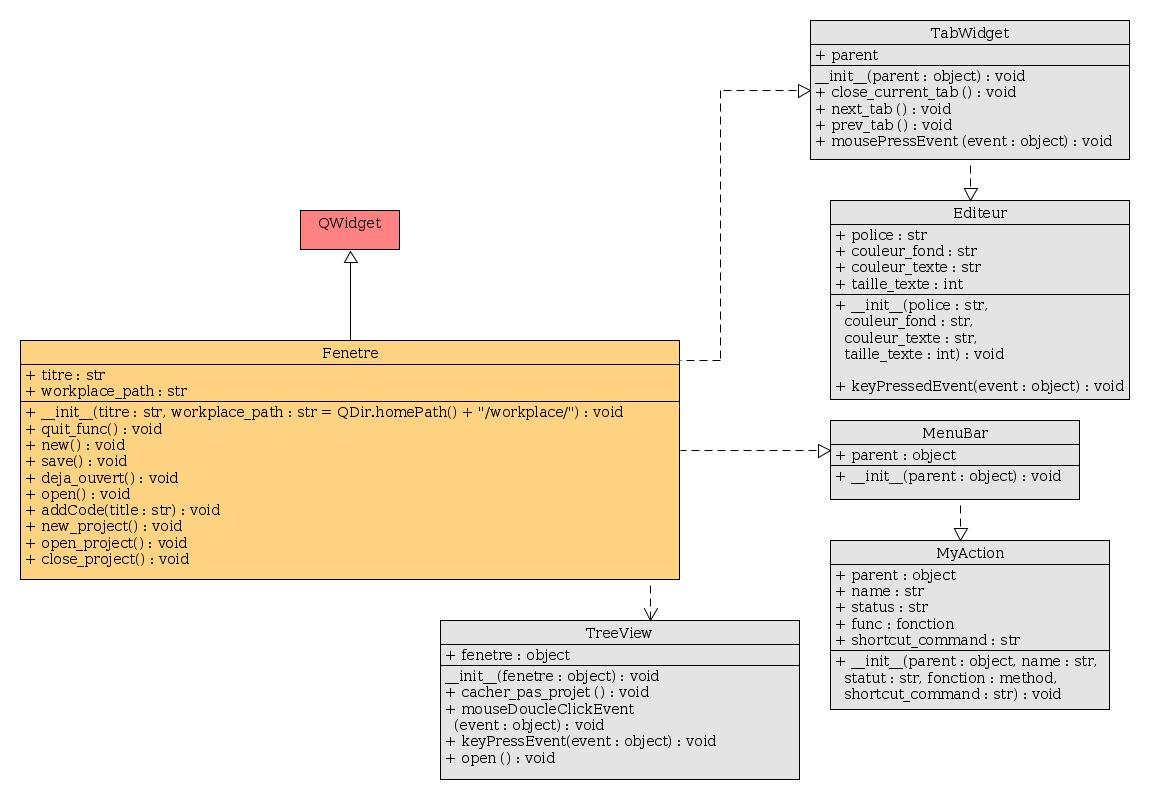 TabWidget
+ parent
__init__(parent : object) : void
+ close_current_tab () : void
+ next_tab () : void
+ prev_tab () : void
+ mousePressEvent (event : object) : void
Editeur
+ police : str
+ couleur_fond : str
+ couleur_texte : str
+ taille_texte : int
+ __init__(police : str,
couleur_fond : str,
couleur_texte : str,
taille_texte : int) : void
+ keyPressedEvent(event : object) : void
QWidget
Fenetre
+ titre : str
+ workplace_path : str
+ __init__(titre : str, workplace_path : str = QDir.homePath() + "/workplace/") : void
+ quit_func() : void
+ new() : void
+ save() : void
+ deja_ouvert() : void
+ open() : void
+ addCode(title : str) : void
+ new_project() : void
+ open_project() : void
+ close_project() : void
MenuBar
+ parent : object
+ __init__(parent : object) : void
MyAction
+ parent : object
+ name : str
+ status : str
+ func : fonction
+ shortcut_command : str
+ __init__(parent : object, name : str,
statut : str, fonction : method,
shortcut_command : str) : void
TreeView
+ fenetre : object
__init__(fenetre : object) : void
+ cacher_pas_projet () : void
+ mouseDoucleClickEvent
(event : object) : void
+ keyPressEvent(event : object) : void
+ open () : void